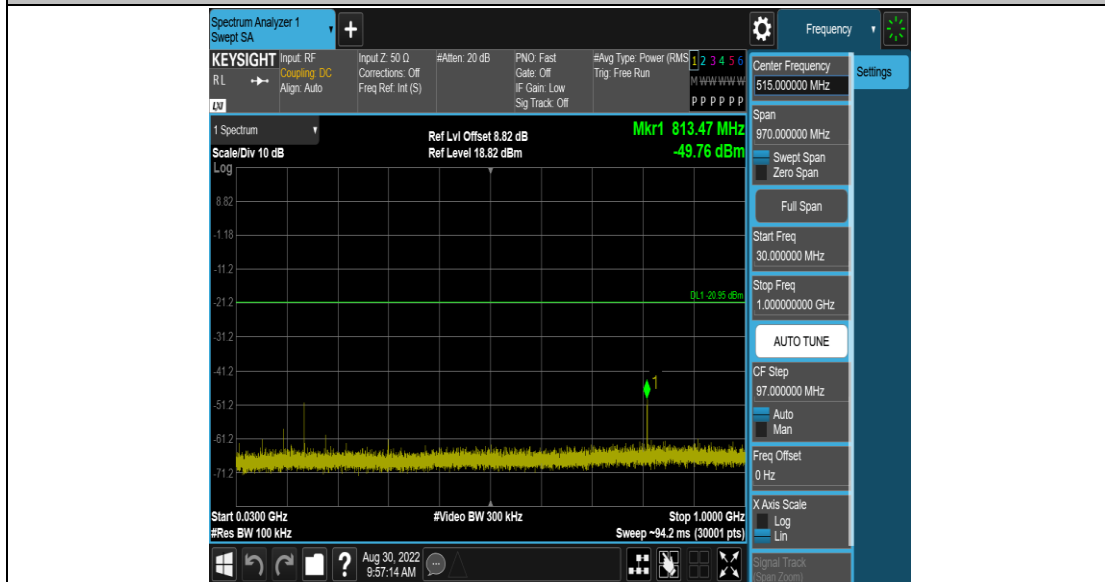 Spectrum Analyzer 1
Swept SA
Frequency
KEYSIGHT
RL
LXI
Input: RF
Coupling: DC
Align: Auto
Input Z: 50 Ω
Corrections: Off
Freq Ref: Int (S)
#Atten: 20 dB
PNO: Fast
Gate: Off
IF Gain: Low
Sig Track: Off
#Avg Type: Power (RMS
Trig: Free Run
1 2 3 4 5 6
M W W W W W
P P P P P P
1 Spectrum
Scale/Div 10 dB
Log
Ref Lvl Offset 8.82 dB
Ref Level 18.82 dBm
Mkr1 813.47 MHz
-49.76 dBm
8.82
-1.18
-11.2
-21.2
-31.2
-41.2
-51.2
-61.2
-71.2
DL1 -20.95 dBm
1
Start 0.0300 GHz
#Res BW 100 kHz
#Video BW 300 kHz
Stop 1.0000 GHz
Sweep ~94.2 ms (30001 pts)
Aug 30, 2022
9:57:14 AM
Center Frequency
515.000000 MHz
Span
970.000000 MHz
Swept Span
Zero Span
Full Span
Start Freq
30.000000 MHz
Stop Freq
1.000000000 GHz
AUTO TUNE
CF Step
97.000000 MHz
Auto
Man
Freq Offset
0 Hz
X Axis Scale
Log
Lin
Signal Track
(Span Zoom)
Settings